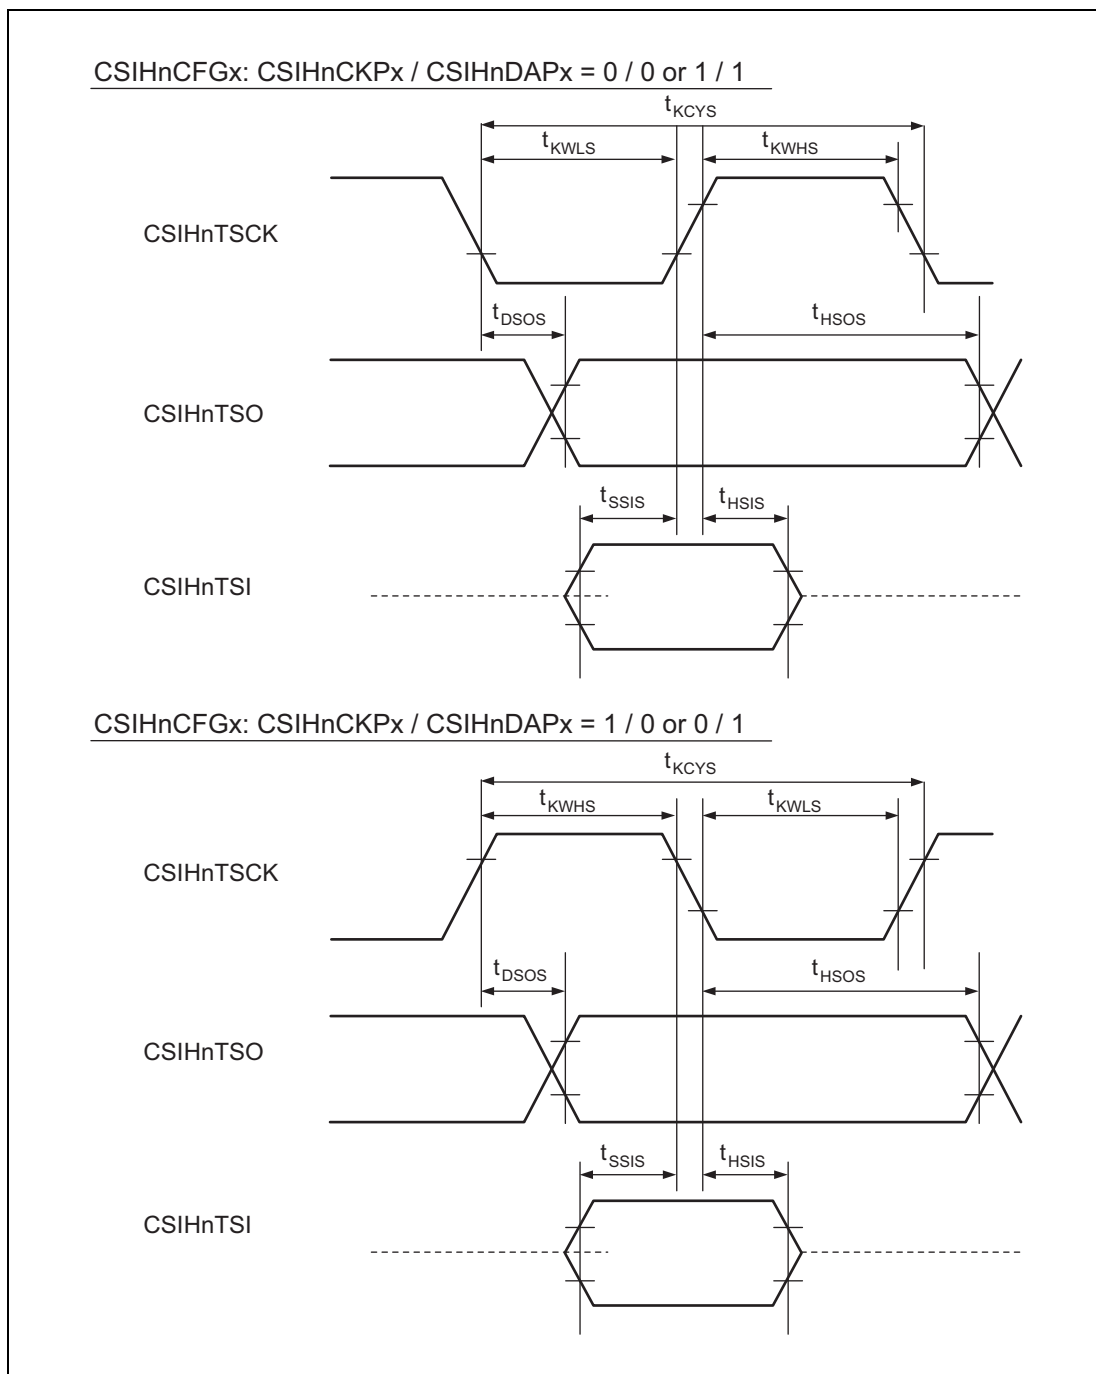 CSIHnCFGx: CSIHnCKPx / CSIHnDAPx = 0 / 0 or 1 / 1
tKCYS
tKWLS tKWHS
CSIHnTSCK
tDSOS tHSOS
CSIHnTSO
tSSIS tHSIS
CSIHnTSI
CSIHnCFGx: CSIHnCKPx / CSIHnDAPx = 1 / 0 or 0 / 1
tKCYS
tKWHS tKWLS
CSIHnTSCK
tDSOS tHSOS
CSIHnTSO
tSSIS tHSIS
CSIHnTSI